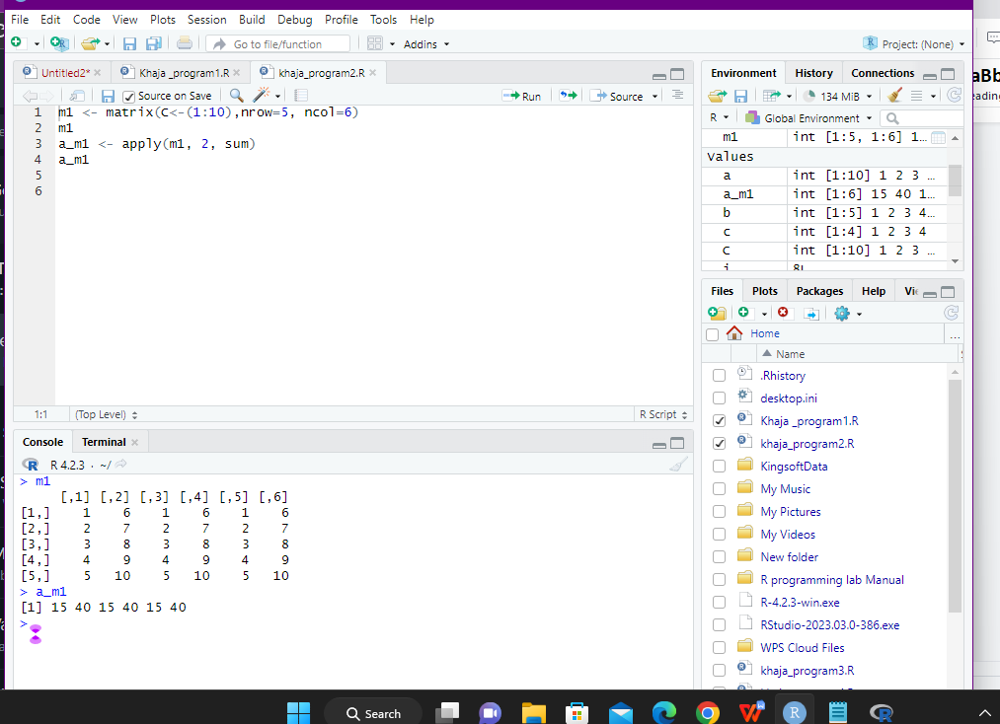 File Edit Code View Plots Session Build Debug Profile Tools Help
Go to file/function Addins Project: (None)
Untitled2* Khaja _program1.R khaja_program2.R
Source on Save Run Source
1 m1 <- matrix(C<-(1:10),nrow=5, ncol=6)
2 m1
3 a_m1 <- apply(m1, 2, sum)
4 a_m1
5
6
1:1 (Top Level) R Script
Console Terminal
R 4.2.3 · ~/
> m1
[,1] [,2] [,3] [,4] [,5] [,6]
[1,] 1 6 1 6 1 6
[2,] 2 7 2 7 2 7
[3,] 3 8 3 8 3 8
[4,] 4 9 4 9 4 9
[5,] 5 10 5 10 5 10
> a_m1
[1] 15 40 15 40 15 40
>
Environment History Connections
134 MiB
R Global Environment
m1 int [1:5, 1:6] 1…
Values
a int [1:10] 1 2 3 …
a_m1 int [1:6] 15 40 1…
b int [1:5] 1 2 3 4…
c int [1:4] 1 2 3 4
C int [1:10] 1 2 3 …
i 8L
Files Plots Packages Help
Home ...
Name
.Rhistory
desktop.ini
Khaja _program1.R
khaja_program2.R
KingsoftData
My Music
My Pictures
My Videos
New folder
R programming lab Manual
R-4.2.3-win.exe
RStudio-2023.03.0-386.exe
WPS Cloud Files
khaja_program3.R
aBb
Search